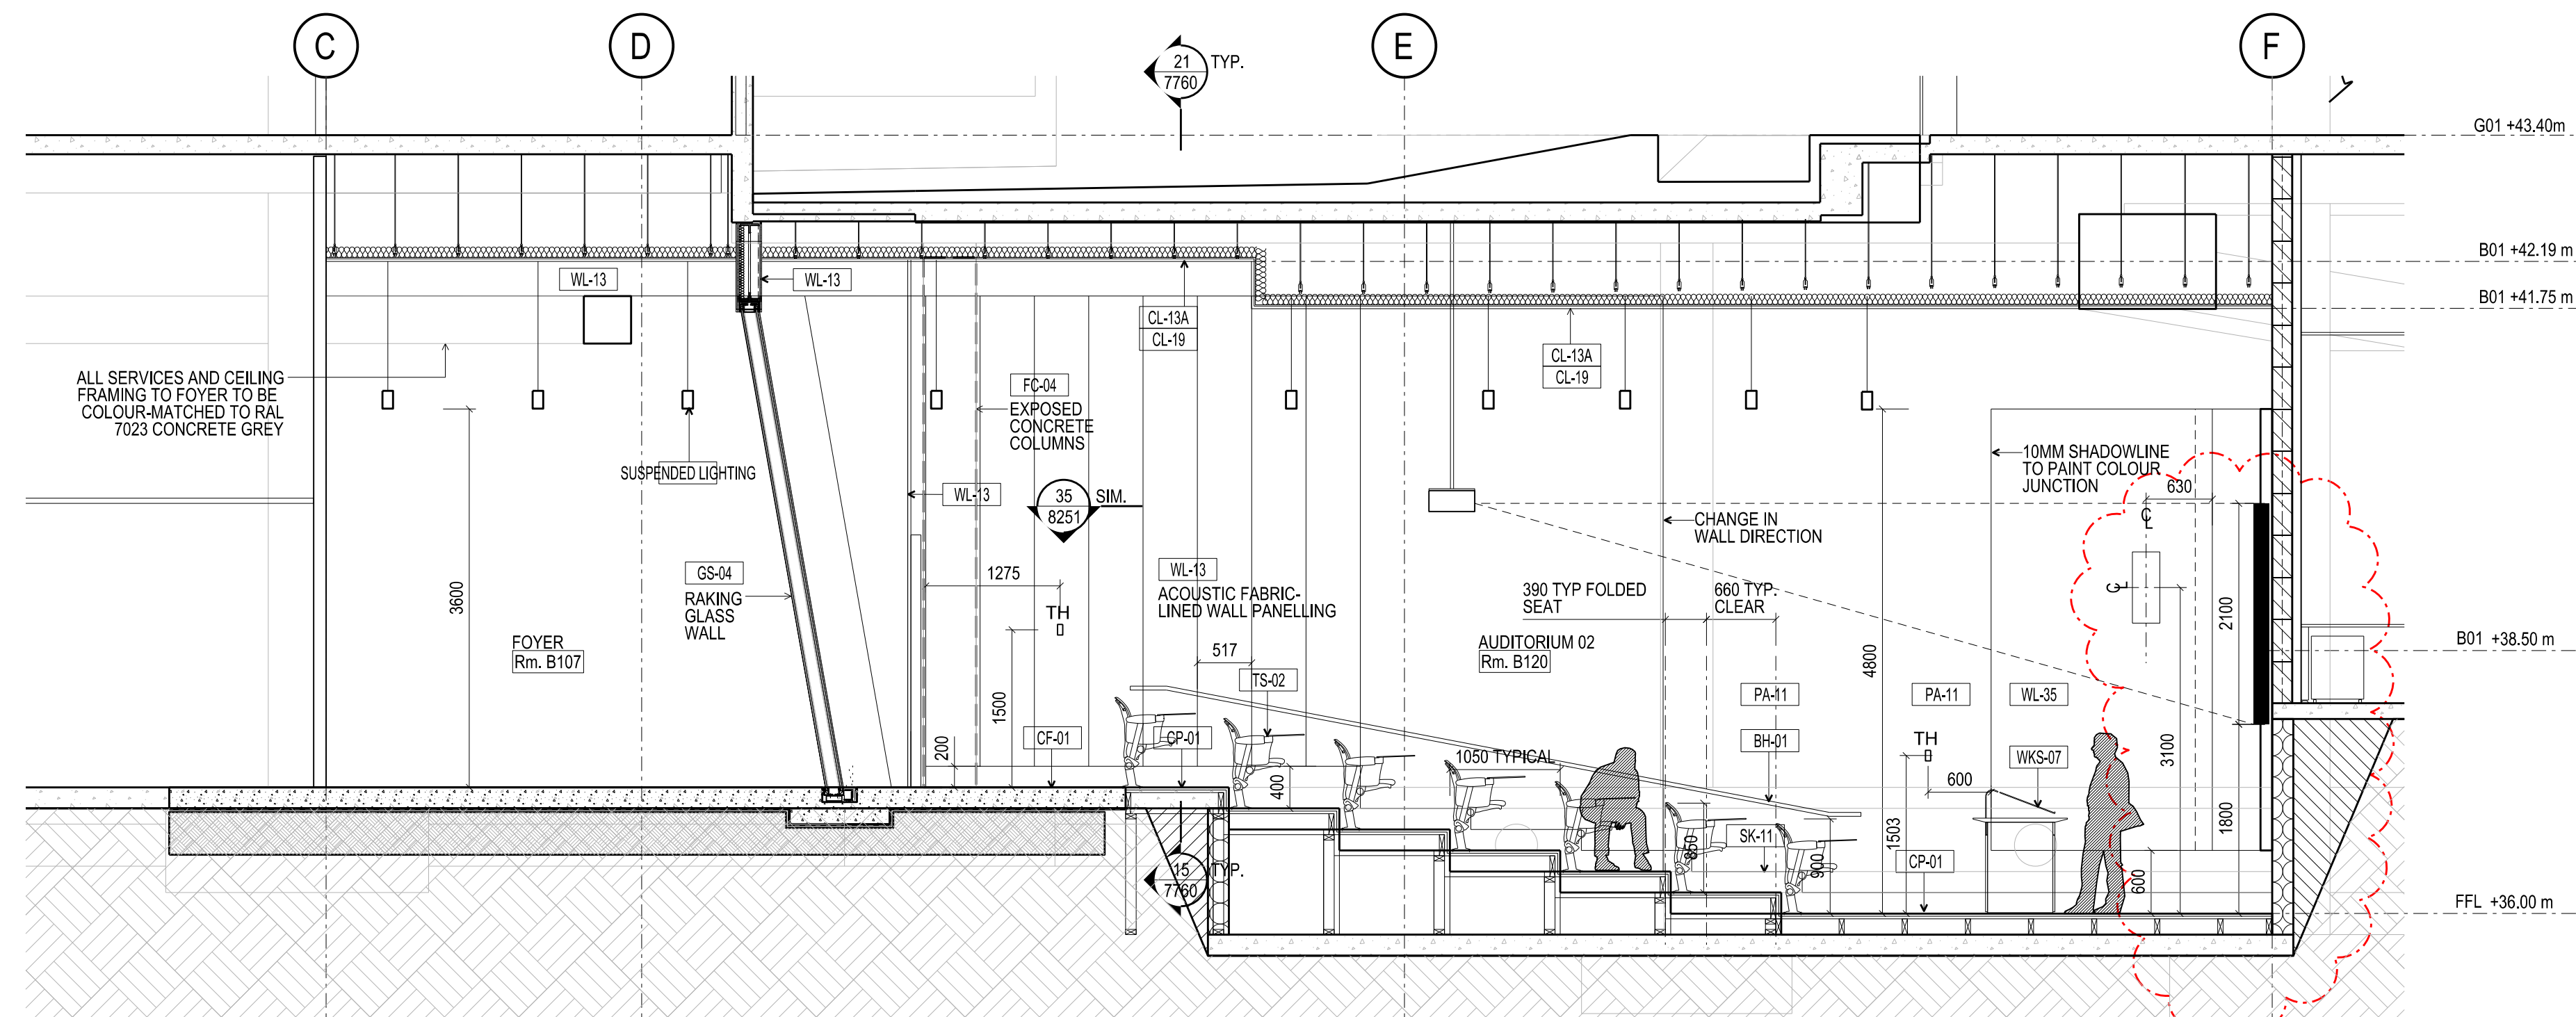 C
D
E
F
21
7760
TYP.
G01 +43.40m
B01 +42.19 m
B01 +41.75 m
B01 +38.50 m
FFL +36.00 m
WL-13
WL-13
ALL SERVICES AND CEILING
FRAMING TO FOYER TO BE
COLOUR-MATCHED TO RAL
7023 CONCRETE GREY
SUSPENDED LIGHTING
3600
FOYER
Rm. B107
GS-04
RAKING
GLASS
WALL
WL-13
FC-04
EXPOSED
CONCRETE
COLUMNS
35
8251
SIM.
1275
TH
1500
200
CF-01
CP-01
CL-13A
CL-19
WL-13
ACOUSTIC FABRIC-
LINED WALL PANELLING
517
TS-02
400
15
7760
TYP.
CL-13A
CL-19
CHANGE IN
WALL DIRECTION
390 TYP FOLDED
SEAT
660 TYP.
CLEAR
AUDITORIUM 02
Rm. B120
1050 TYPICAL
PA-11
BH-01
SK-11
850
900
4800
PA-11
TH
600
1503
CP-01
WL-35
WKS-07
10MM SHADOWLINE
TO PAINT COLOUR
JUNCTION
630
CL
CL
2100
3100
1800
600